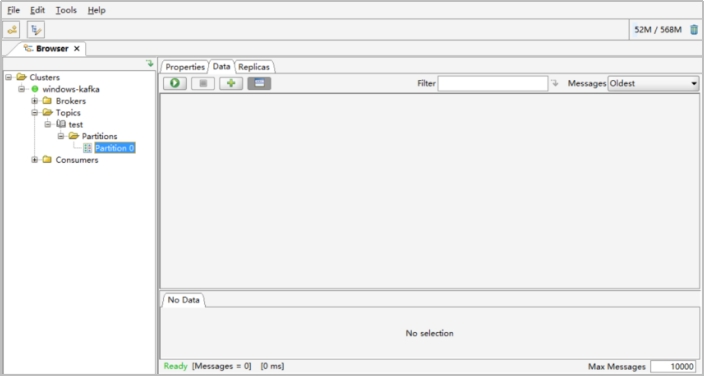 File Edit Tools Help
52M / 568M
Browser
Properties Data Replicas
Filter Messages Oldest
Clusters
windows-kafka
Brokers
Topics
test
Partitions
Partition 0
Consumers
No Data
No selection
Ready [Messages = 0] [0 ms] Max Messages 10000